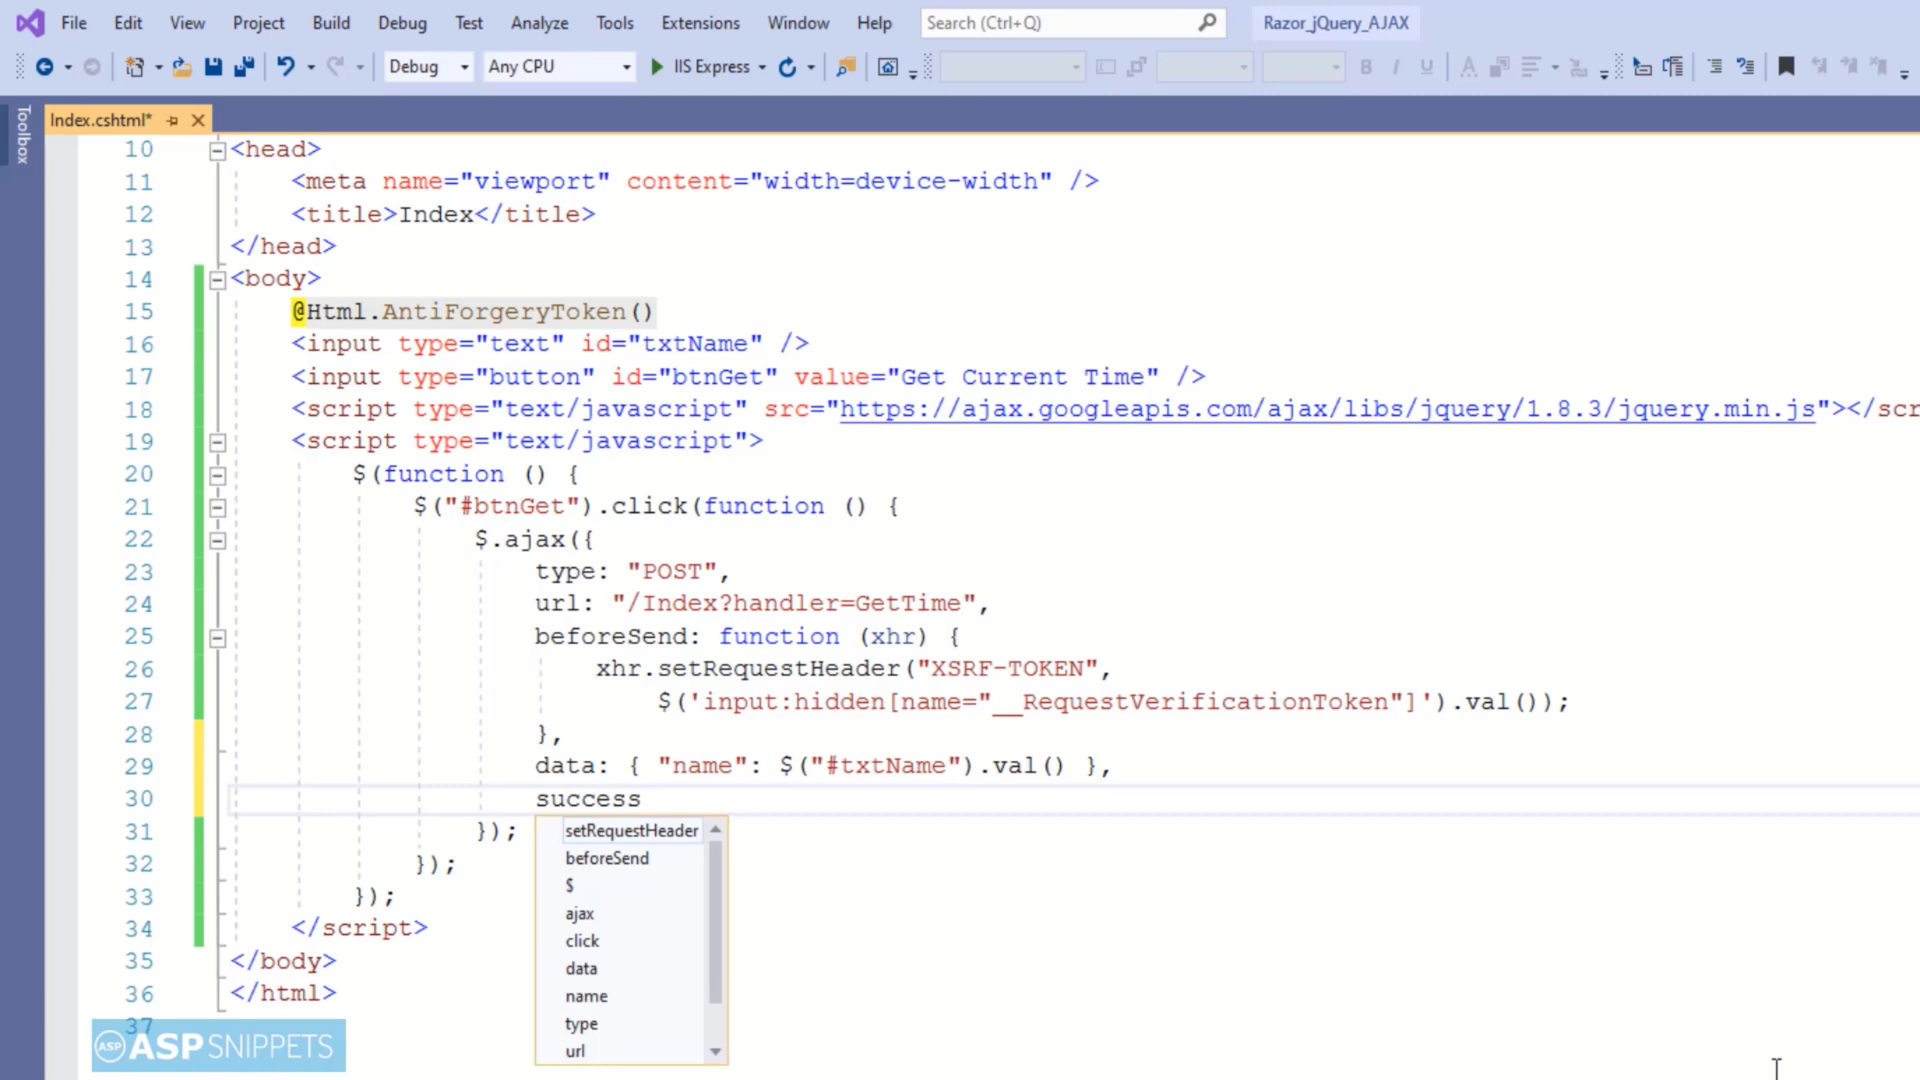 File Edit View Project Build Debug Test Analyze Tools Extensions Window Help Search (Ctrl+Q) Razor_jQuery_AJAX
Debug Any CPU IIS Express B I U A
Toolbox
Index.cshtml*
10 <head>
11 <meta name="viewport" content="width=device-width" />
12 <title>Index</title>
13 </head>
14 <body>
15 @Html.AntiForgeryToken()
16 <input type="text" id="txtName" />
17 <input type="button" id="btnGet" value="Get Current Time" />
18 <script type="text/javascript" src="https://ajax.googleapis.com/ajax/libs/jquery/1.8.3/jquery.min.js"></scr
19 <script type="text/javascript">
20 $(function () {
21 $("#btnGet").click(function () {
22 $.ajax({
23 type: "POST",
24 url: "/Index?handler=GetTime",
25 beforeSend: function (xhr) {
26 xhr.setRequestHeader("XSRF-TOKEN",
27 $('input:hidden[name="__RequestVerificationToken"]').val());
28 },
29 data: { "name": $("#txtName").val() },
30 success
31 });
32 });
33 });
34 </script>
35 </body>
36 </html>
37
setRequestHeader
beforeSend
$
ajax
click
data
name
type
url
ASP ASPSNIPPETS